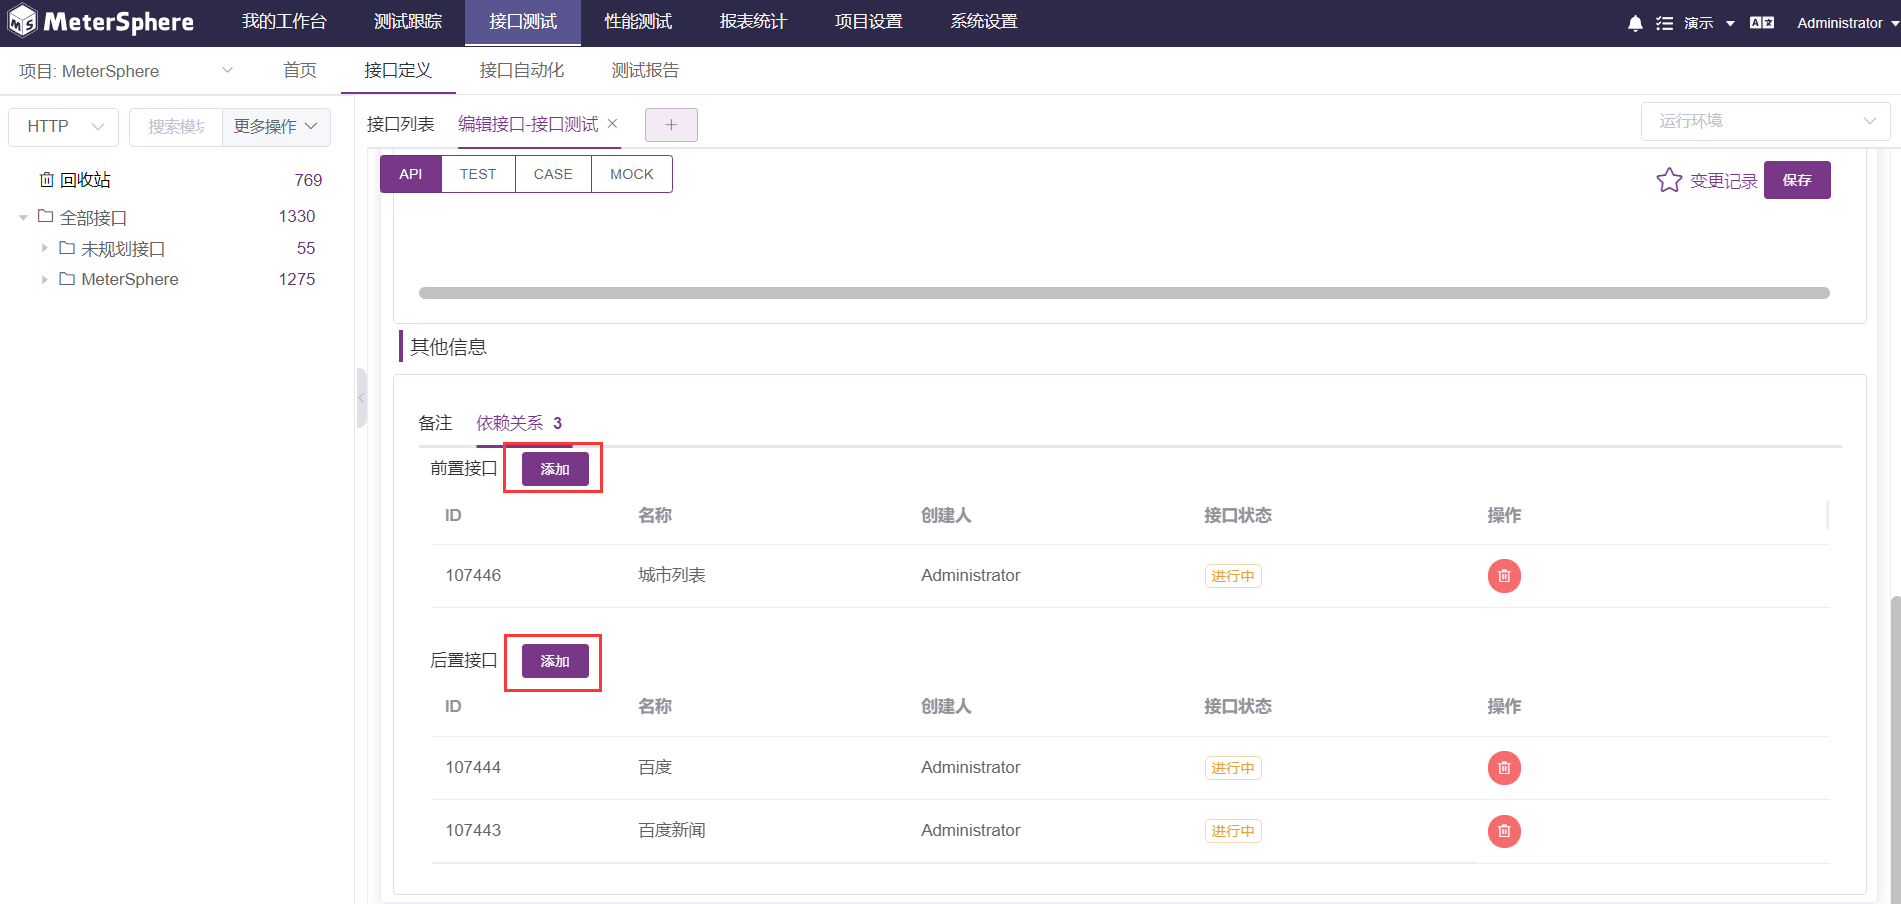 MeterSphere 我的工作台 测试跟踪 接口测试 性能测试 报表统计 项目设置 系统设置 演示 Administrator
项目: MeterSphere 首页 接口定义 接口自动化 测试报告
HTTP 搜索模块 更多操作
接口列表 编辑接口-接口测试 × + 运行环境
API TEST CASE MOCK 变更记录 保存
回收站 769
全部接口 1330
未规划接口 55
MeterSphere 1275
其他信息
备注 依赖关系 3
前置接口 添加
ID 名称 创建人 接口状态 操作
107446 城市列表 Administrator 进行中
后置接口 添加
ID 名称 创建人 接口状态 操作
107444 百度 Administrator 进行中
107443 百度新闻 Administrator 进行中